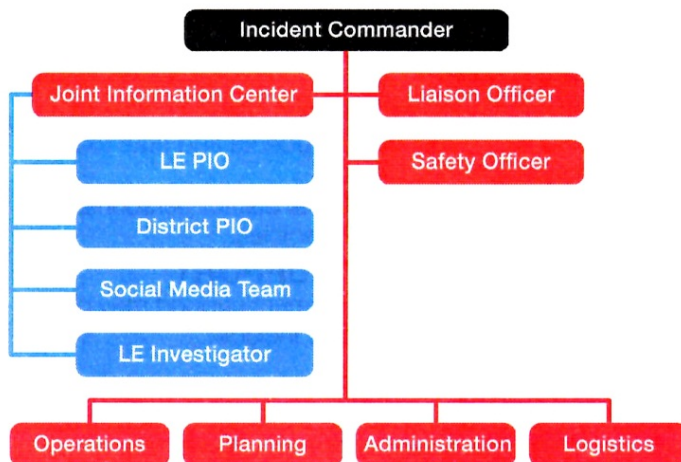 Incident Commander
Joint Information Center
Liaison Officer
LE PIO
Safety Officer
District PIO
Social Media Team
LE Investigator
Operations
Planning
Administration
Logistics